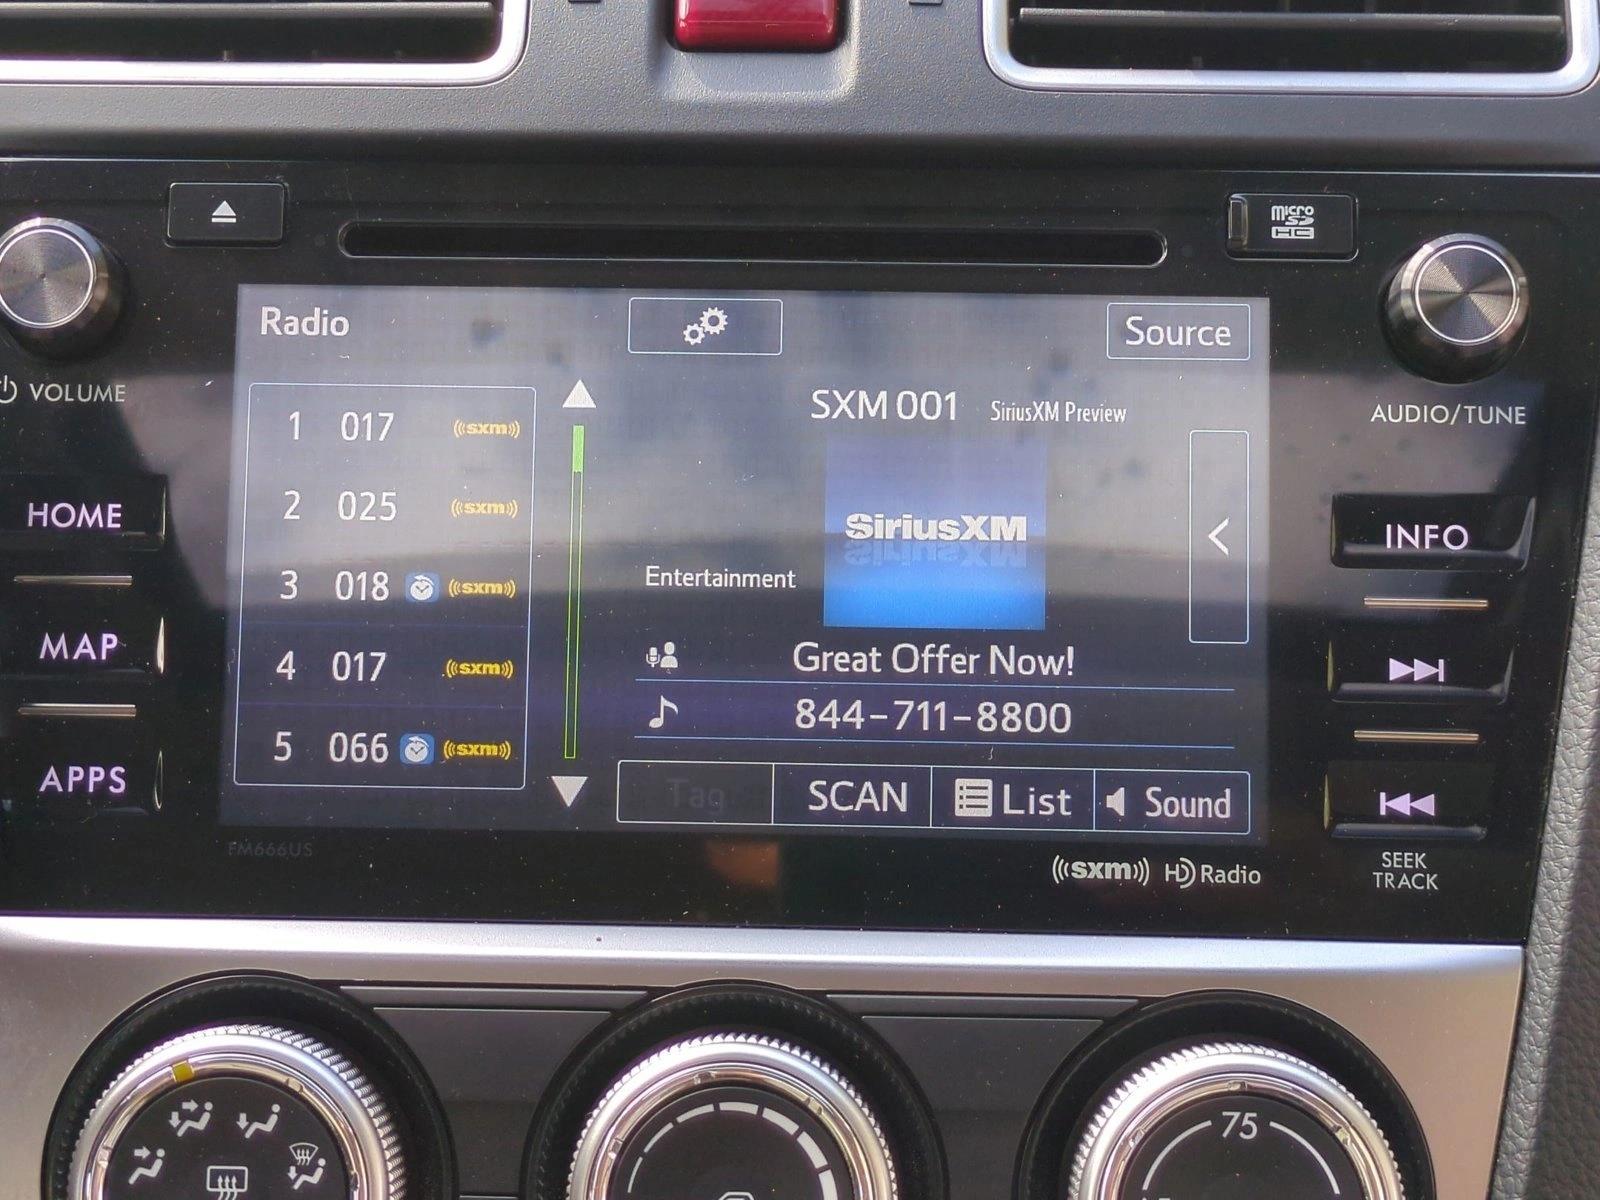 micro
SD
HC
VOLUME
AUDIO/TUNE
HOME
MAP
APPS
Radio
Source
1 017 ((sxm))
2 025 ((sxm))
3 018 ((sxm))
4 017 ((sxm))
5 066 ((sxm))
SXM 001 SiriusXM Preview
SiriusXM
Entertainment
Great Offer Now!
844-711-8800
Tag SCAN List Sound
<
INFO
SEEK
TRACK
FM666US
((sxm)) HD Radio
75